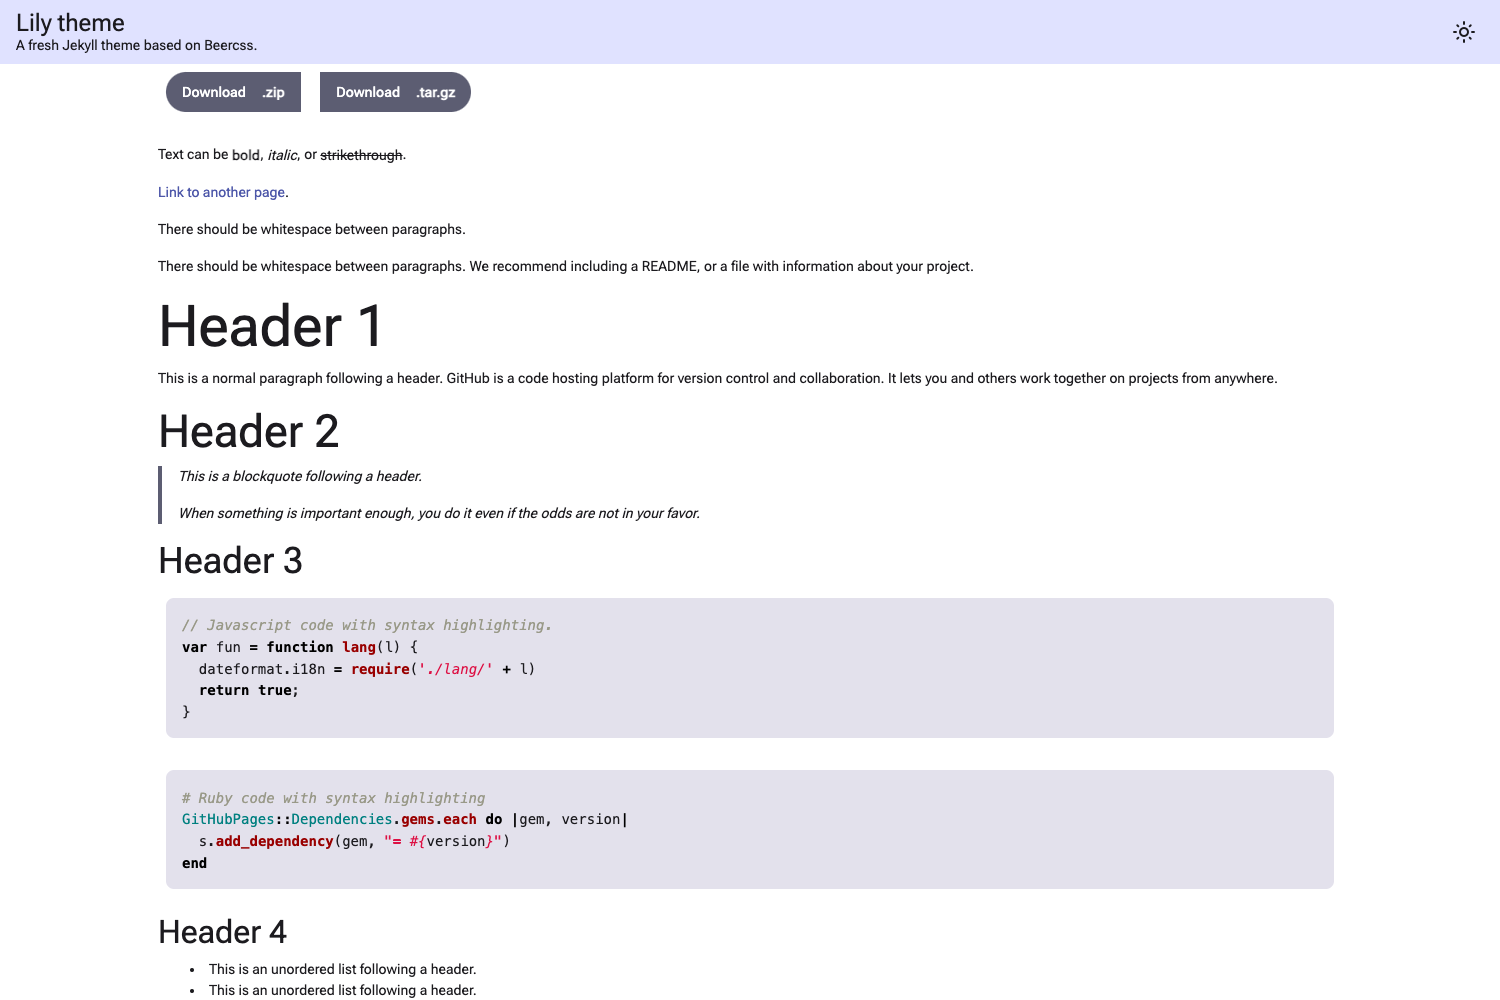 Lily theme
A fresh Jekyll theme based on Beercss.
Download .zip
Download .tar.gz
Text can be bold, italic, or strikethrough.
Link to another page.
There should be whitespace between paragraphs.
There should be whitespace between paragraphs. We recommend including a README, or a file with information about your project.
Header 1
This is a normal paragraph following a header. GitHub is a code hosting platform for version control and collaboration. It lets you and others work together on projects from anywhere.
Header 2
This is a blockquote following a header.
When something is important enough, you do it even if the odds are not in your favor.
Header 3
// Javascript code with syntax highlighting.
var fun = function lang(l) {
  dateformat.i18n = require('./lang/' + l)
  return true;
}
# Ruby code with syntax highlighting
GitHubPages::Dependencies.gems.each do |gem, version|
  s.add_dependency(gem, "= #{version}")
end
Header 4
• This is an unordered list following a header.
• This is an unordered list following a header.